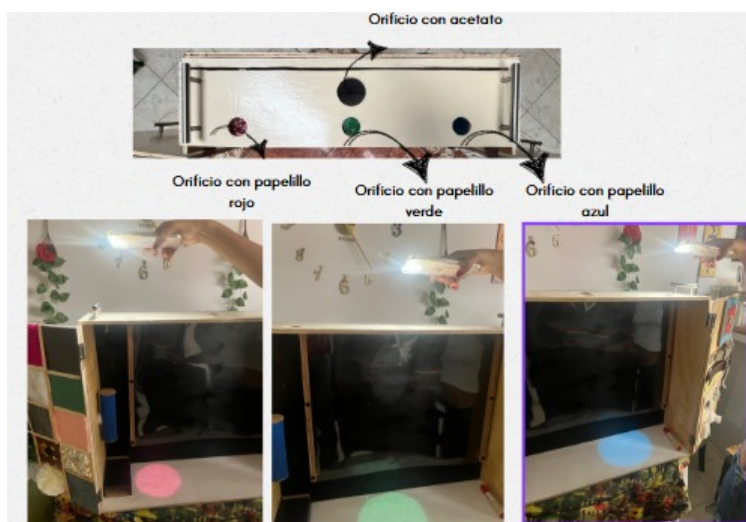 Orificio con acetato
Orificio con papelillo
rojo
Orificio con papelillo
verde
Orificio con papelillo
azul